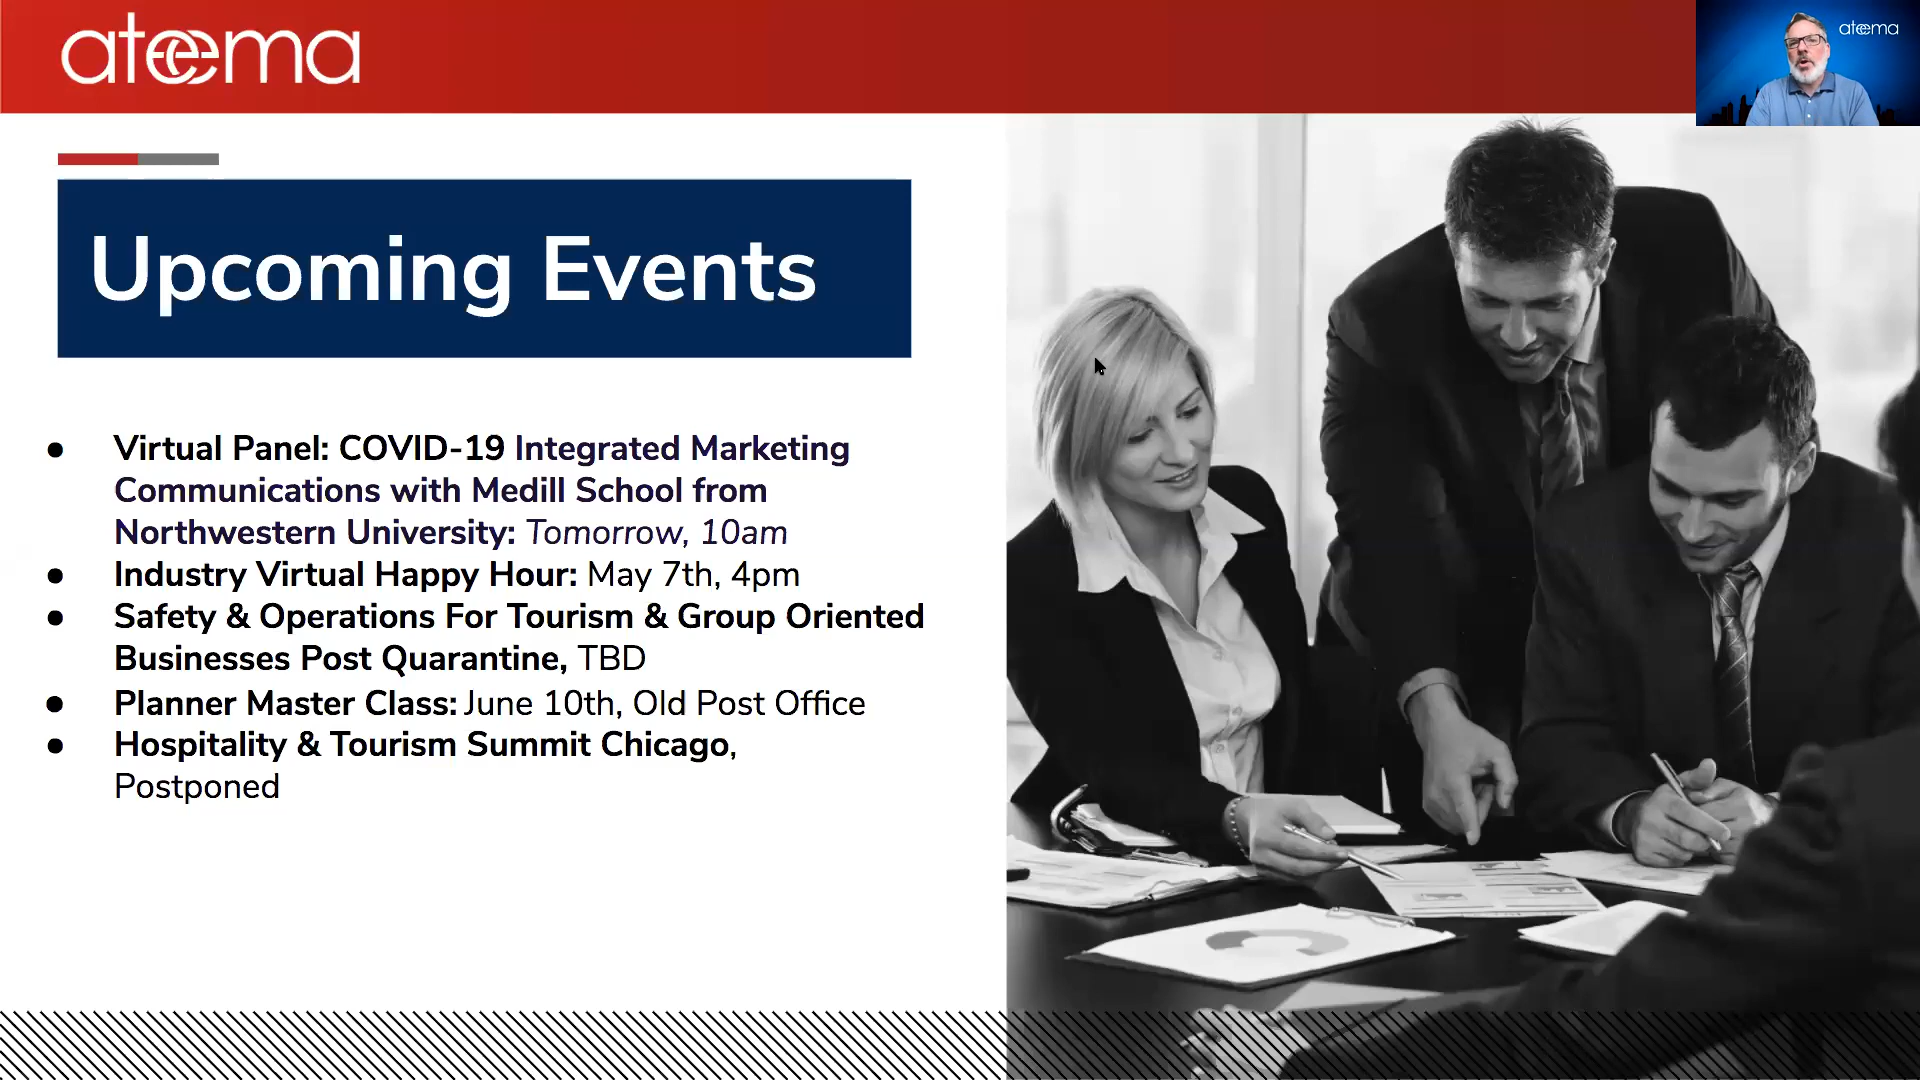 ateema
ateema
Upcoming Events
● Virtual Panel: COVID-19 Integrated Marketing
Communications with Medill School from
Northwestern University: Tomorrow, 10am
● Industry Virtual Happy Hour: May 7th, 4pm
● Safety & Operations For Tourism & Group Oriented
Businesses Post Quarantine, TBD
● Planner Master Class: June 10th, Old Post Office
● Hospitality & Tourism Summit Chicago,
Postponed